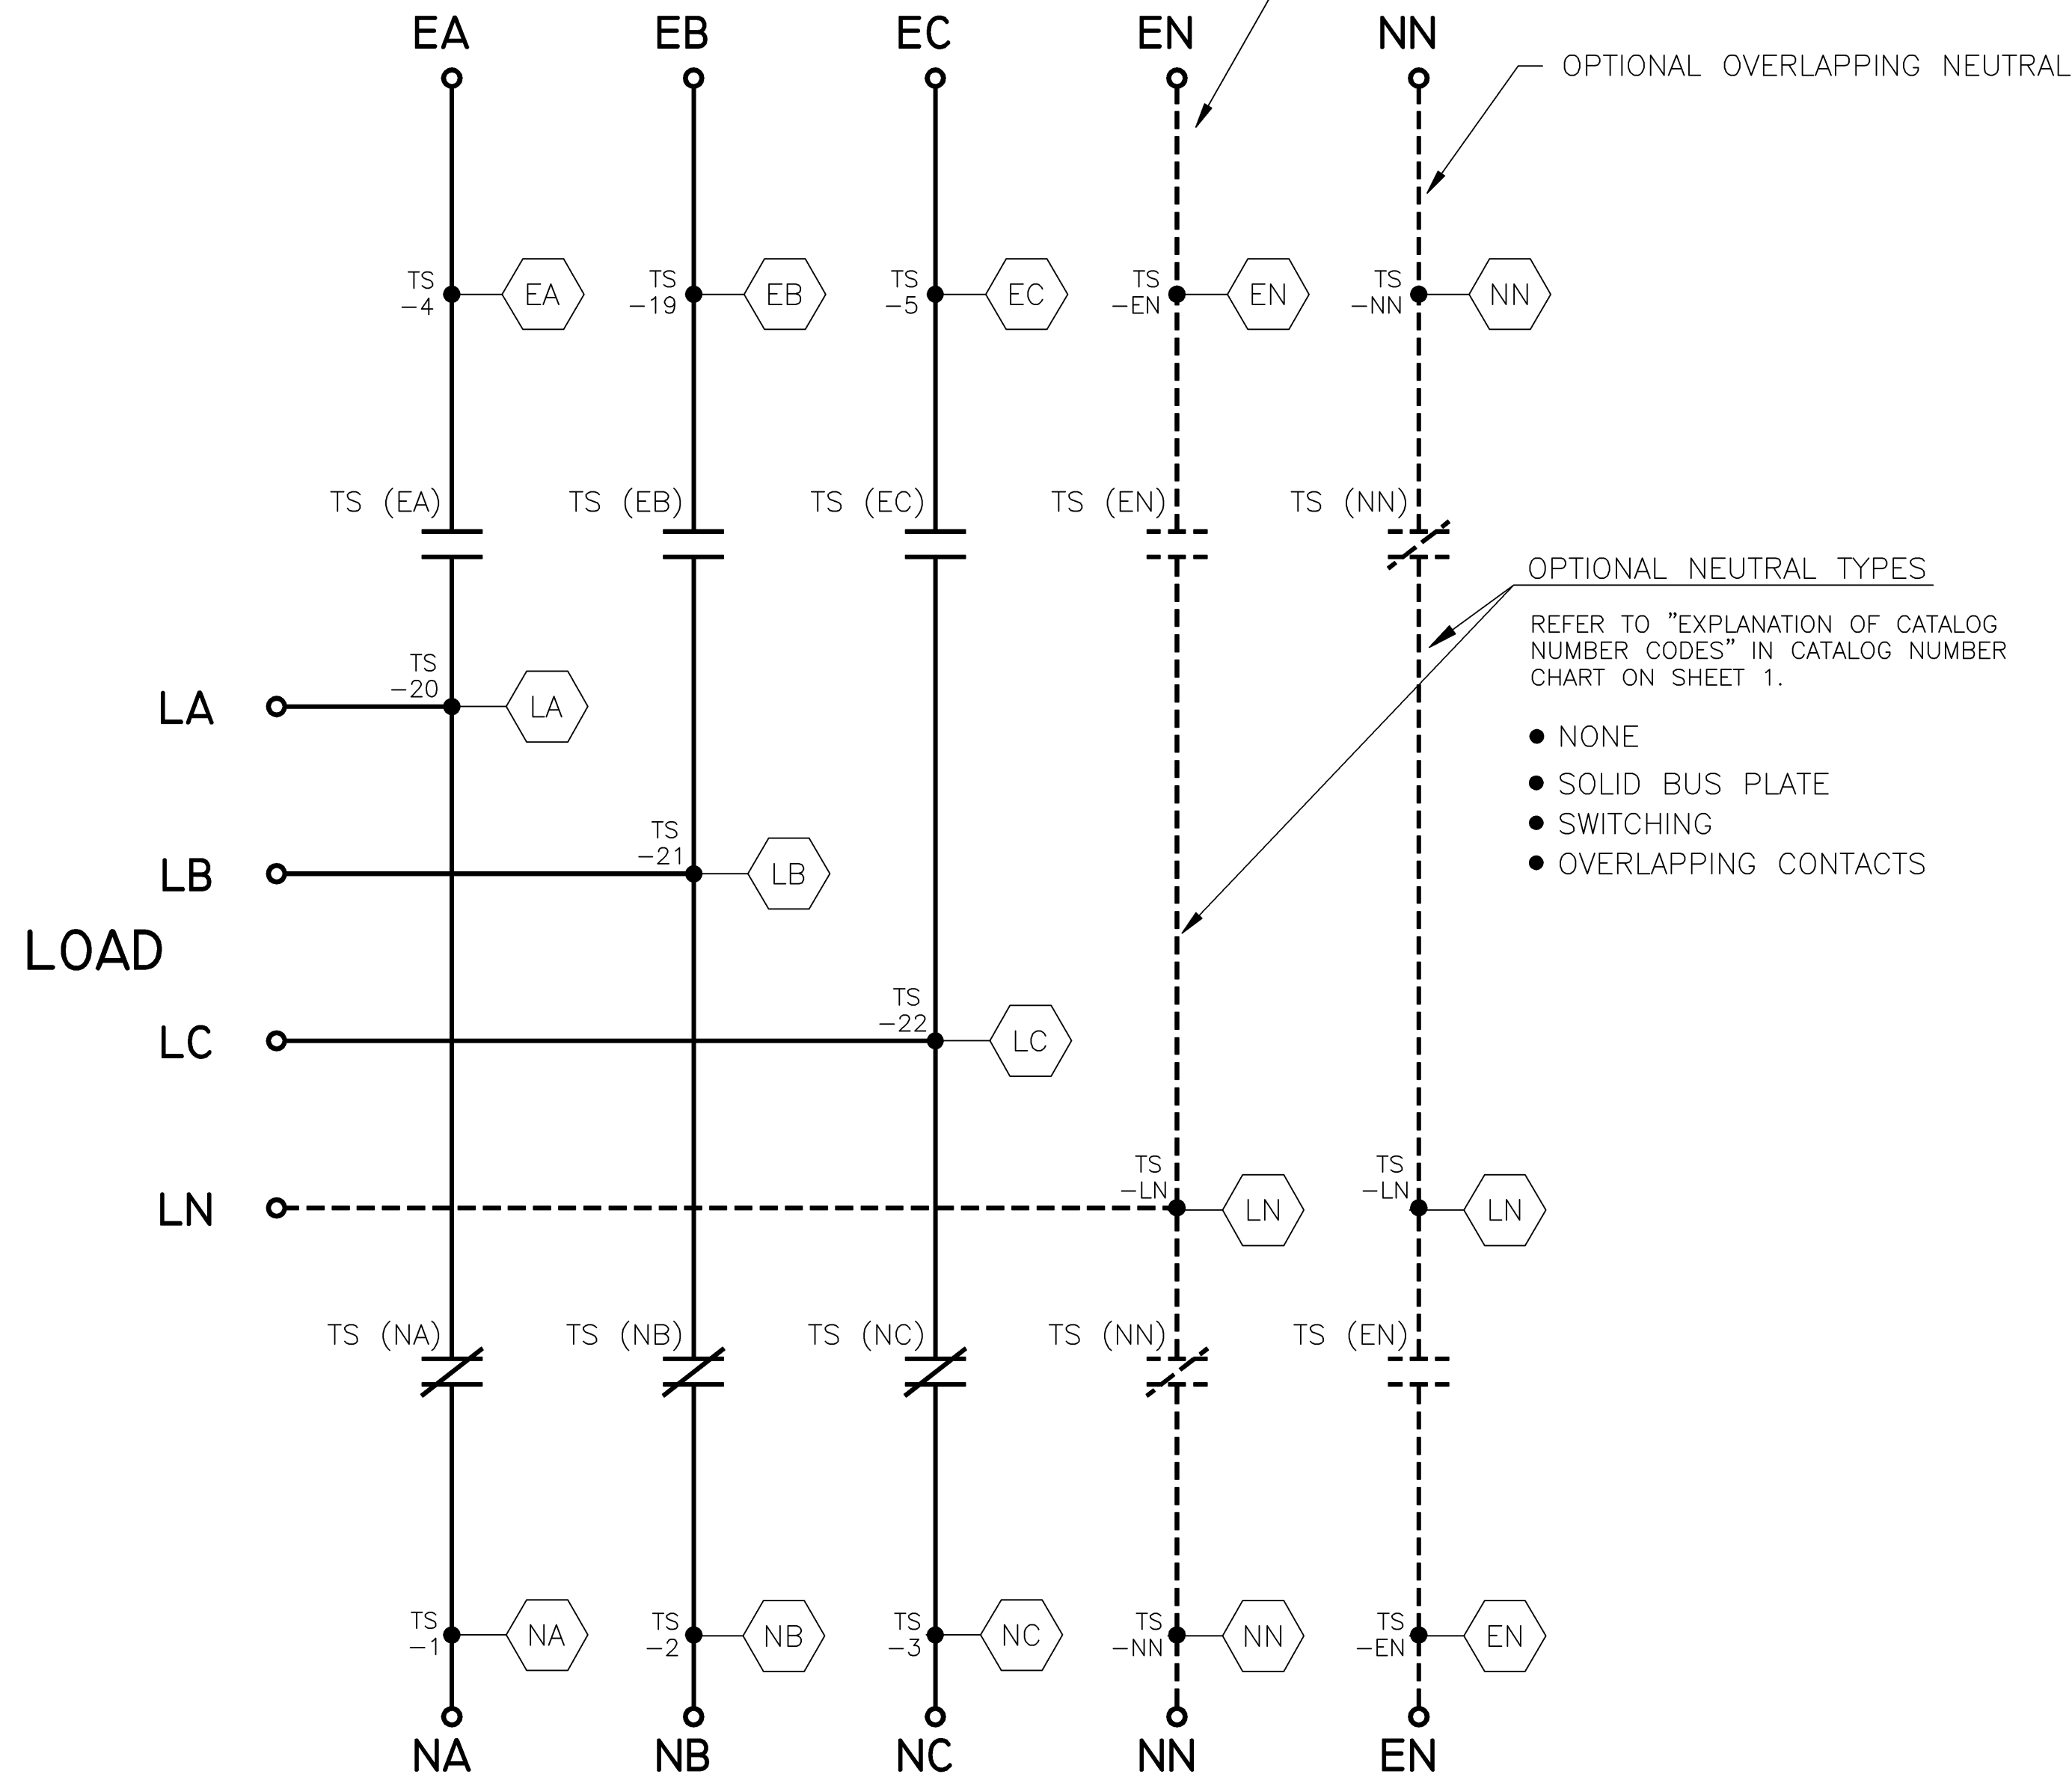 EA EB EC EN NN
OPTIONAL OVERLAPPING NEUTRAL
TS
-4
EA
TS
-19
EB
TS
-5
EC
TS
-EN
EN
TS
-NN
NN
TS (EA) TS (EB) TS (EC) TS (EN) TS (NN)
OPTIONAL NEUTRAL TYPES
REFER TO "EXPLANATION OF CATALOG
NUMBER CODES" IN CATALOG NUMBER
CHART ON SHEET 1.
● NONE
● SOLID BUS PLATE
● SWITCHING
● OVERLAPPING CONTACTS
LA
TS
-20
LA
LB
TS
-21
LB
LOAD
LC
TS
-22
LC
LN
TS
-LN
LN
TS
-LN
LN
TS (NA) TS (NB) TS (NC) TS (NN) TS (EN)
TS
-1
NA
TS
-2
NB
TS
-3
NC
TS
-NN
NN
TS
-EN
EN
NA NB NC NN EN